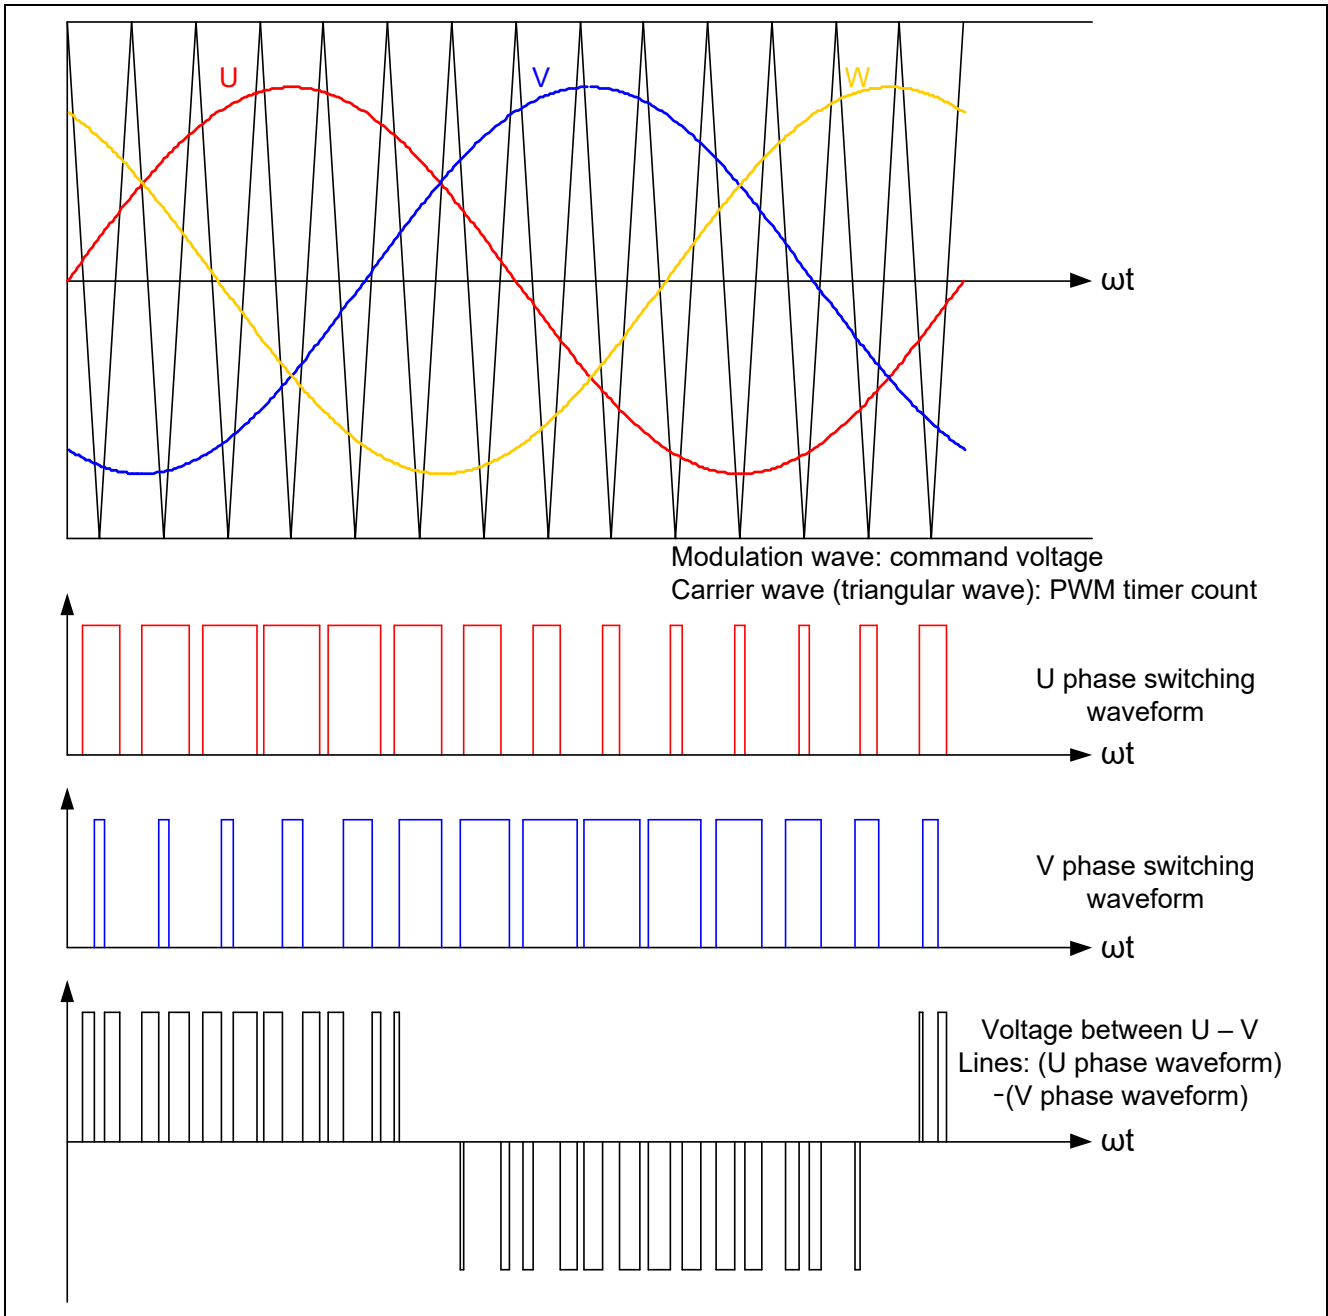 U
V
W
ωt
Modulation wave: command voltage
Carrier wave (triangular wave): PWM timer count
U phase switching
waveform
ωt
V phase switching
waveform
ωt
Voltage between U – V
Lines: (U phase waveform)
-(V phase waveform)
ωt